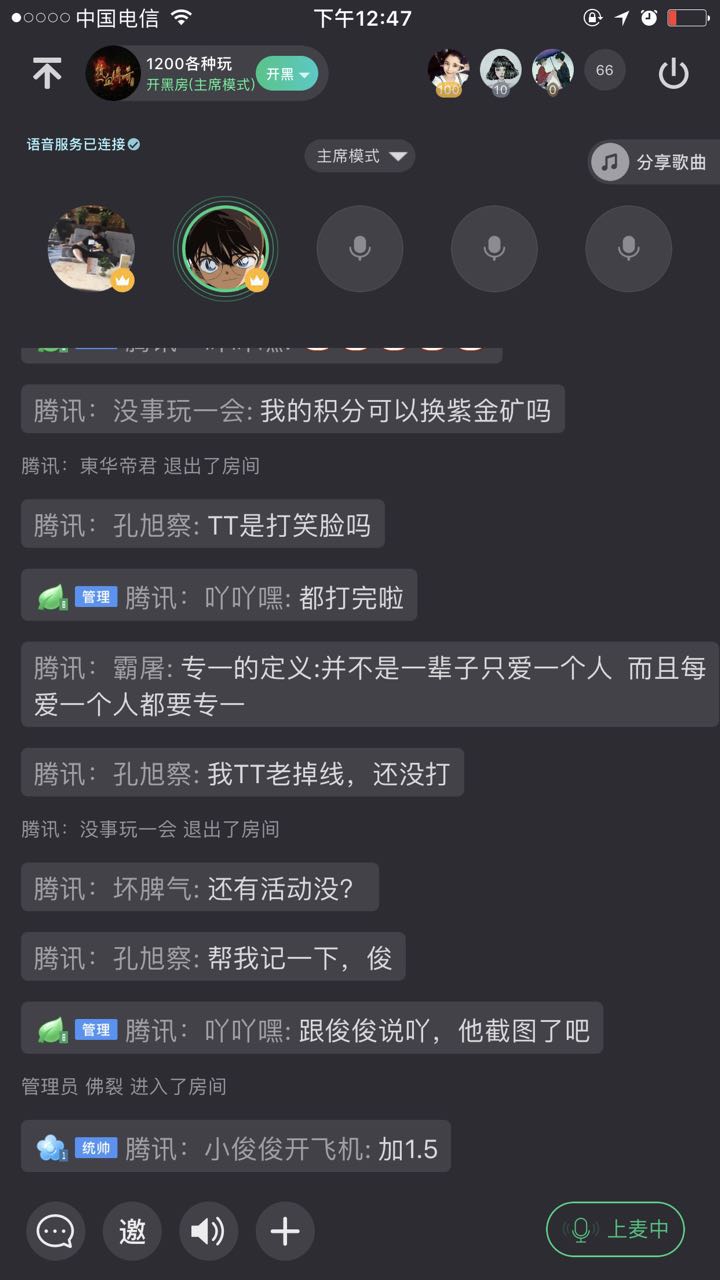 中国电信
下午12:47
1200各种玩
开黑房(主席模式)
开黑
100
10
0
66
语音服务已连接
主席模式
分享歌曲
腾讯：没事玩一会: 我的积分可以换紫金矿吗
腾讯：東华帝君 退出了房间
腾讯：孔旭察: TT是打笑脸吗
管理 腾讯：吖吖嘿: 都打完啦
腾讯：霸屠: 专一的定义:并不是一辈子只爱一个人 而且每
爱一个人都要专一
腾讯：孔旭察: 我TT老掉线，还没打
腾讯：没事玩一会 退出了房间
腾讯：坏脾气: 还有活动没？
腾讯：孔旭察: 帮我记一下，俊
管理 腾讯：吖吖嘿: 跟俊俊说吖，他截图了吧
管理员 佛裂 进入了房间
1 统帅 腾讯：小俊俊开飞机: 加1.5
邀
上麦中